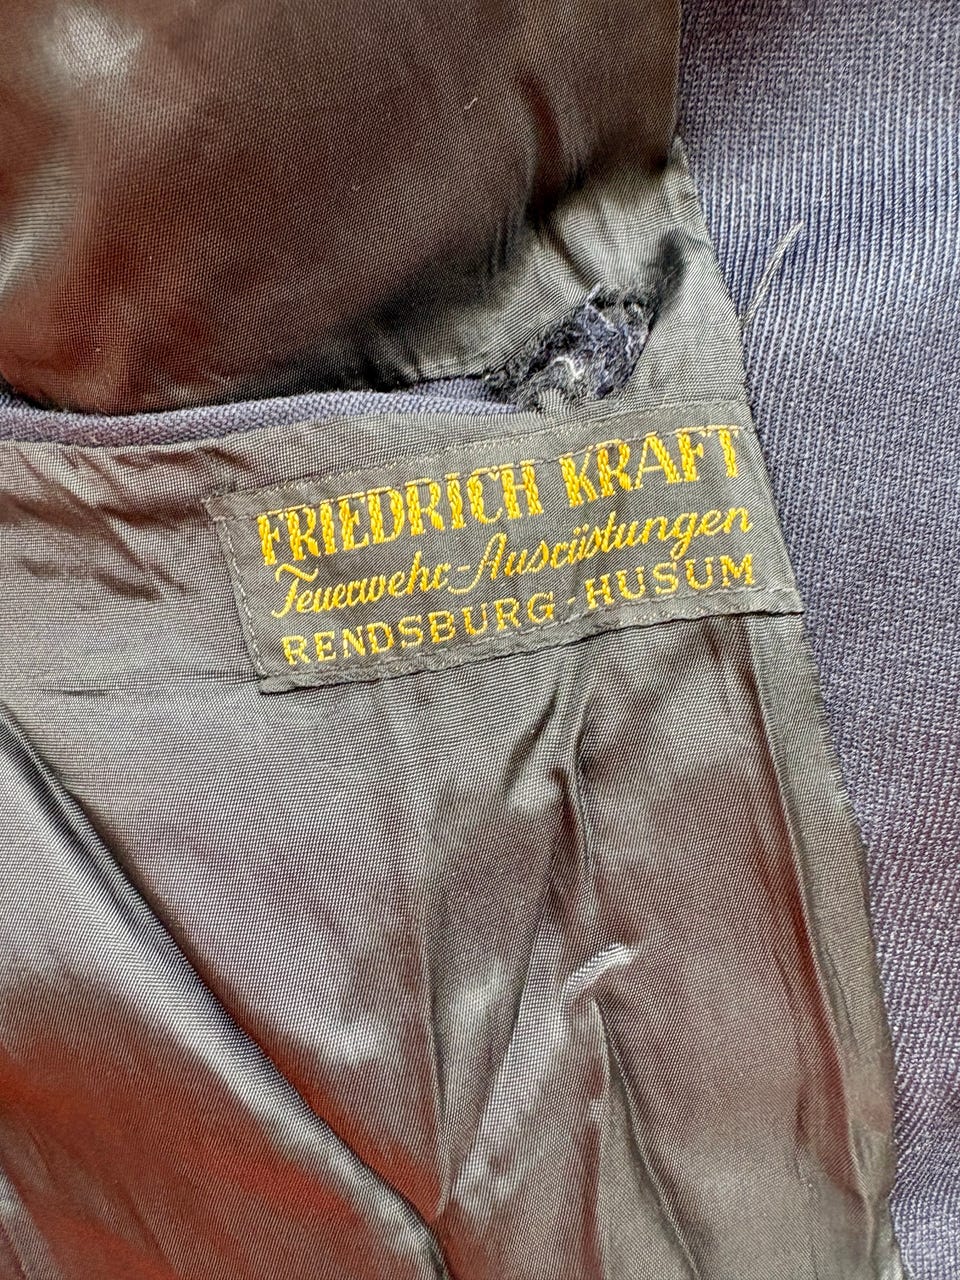 FRIEDRICH KRAFT
Feuerwehr-Ausrüstungen
RENDSBURG-HUSUM